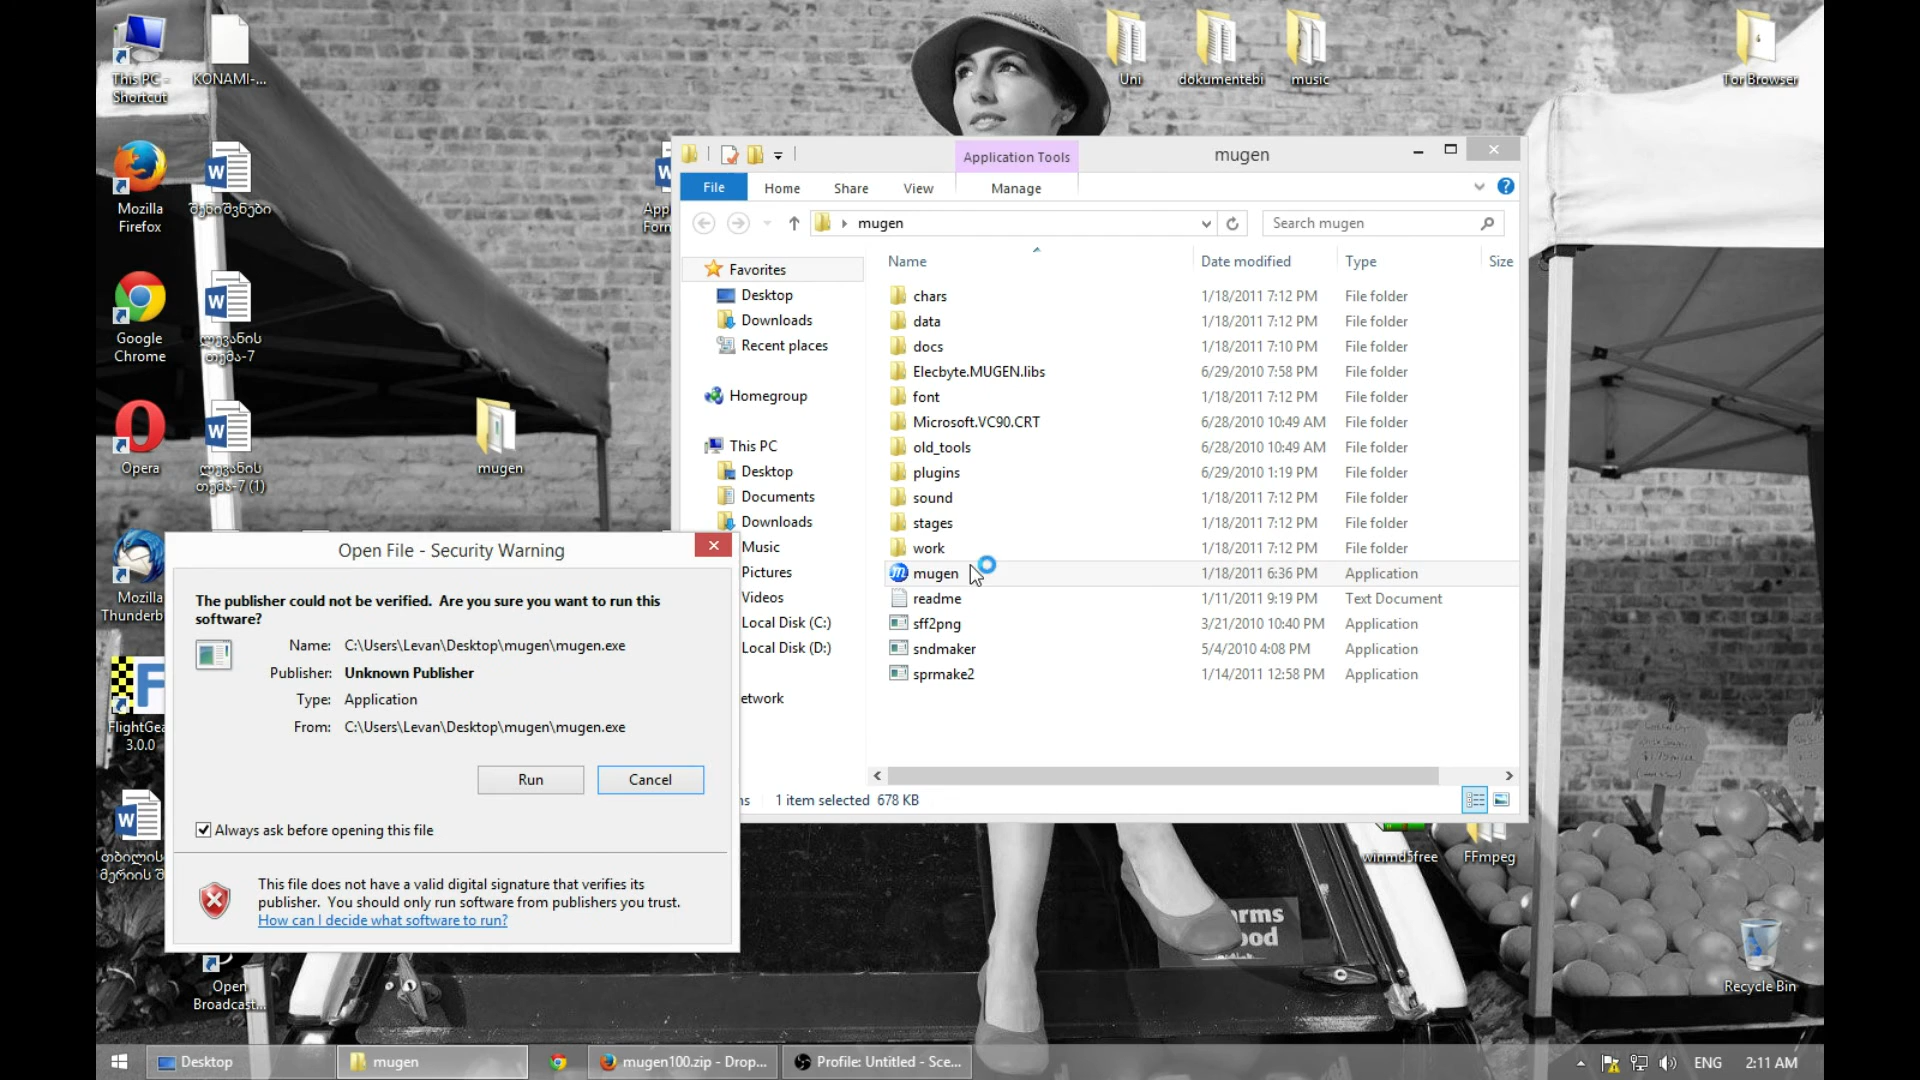 This PC -
Shortcut
KONAMI-...
Uni
dokumentebi
music
Tor Browser
Mozilla
Firefox
შენიშვნები
Google
Chrome
ლევანის
თემა-7
Opera
ლევანის
თემა-7 (1)
mugen
Mozilla
Thunderb
FlightGea
3.0.0
თბილის
მერიის შ
Open
Broadcast...
App
Forn
winmd5free
FFmpeg
Recycle Bin
Application Tools
mugen
File
Home
Share
View
Manage
mugen
Search mugen
Name
Date modified
Type
Size
Favorites
Desktop
Downloads
Recent places
Homegroup
This PC
Desktop
Documents
Downloads
Music
Pictures
Videos
Local Disk (C:)
Local Disk (D:)
etwork
chars 1/18/2011 7:12 PM File folder
data 1/18/2011 7:12 PM File folder
docs 1/18/2011 7:10 PM File folder
Elecbyte.MUGEN.libs 6/29/2010 7:58 PM File folder
font 1/18/2011 7:12 PM File folder
Microsoft.VC90.CRT 6/28/2010 10:49 AM File folder
old_tools 6/28/2010 10:49 AM File folder
plugins 6/29/2010 1:19 PM File folder
sound 1/18/2011 7:12 PM File folder
stages 1/18/2011 7:12 PM File folder
work 1/18/2011 7:12 PM File folder
mugen 1/18/2011 6:36 PM Application
readme 1/11/2011 9:19 PM Text Document
sff2png 3/21/2010 10:40 PM Application
sndmaker 5/4/2010 4:08 PM Application
sprmake2 1/14/2011 12:58 PM Application
ns 1 item selected 678 KB
Open File - Security Warning
The publisher could not be verified. Are you sure you want to run this
software?
Name: C:\Users\Levan\Desktop\mugen\mugen.exe
Publisher: Unknown Publisher
Type: Application
From: C:\Users\Levan\Desktop\mugen\mugen.exe
Run
Cancel
Always ask before opening this file
This file does not have a valid digital signature that verifies its
publisher. You should only run software from publishers you trust.
How can I decide what software to run?
arms
ood
Desktop
mugen
mugen100.zip - Drop...
Profile: Untitled - Sce...
ENG
2:11 AM